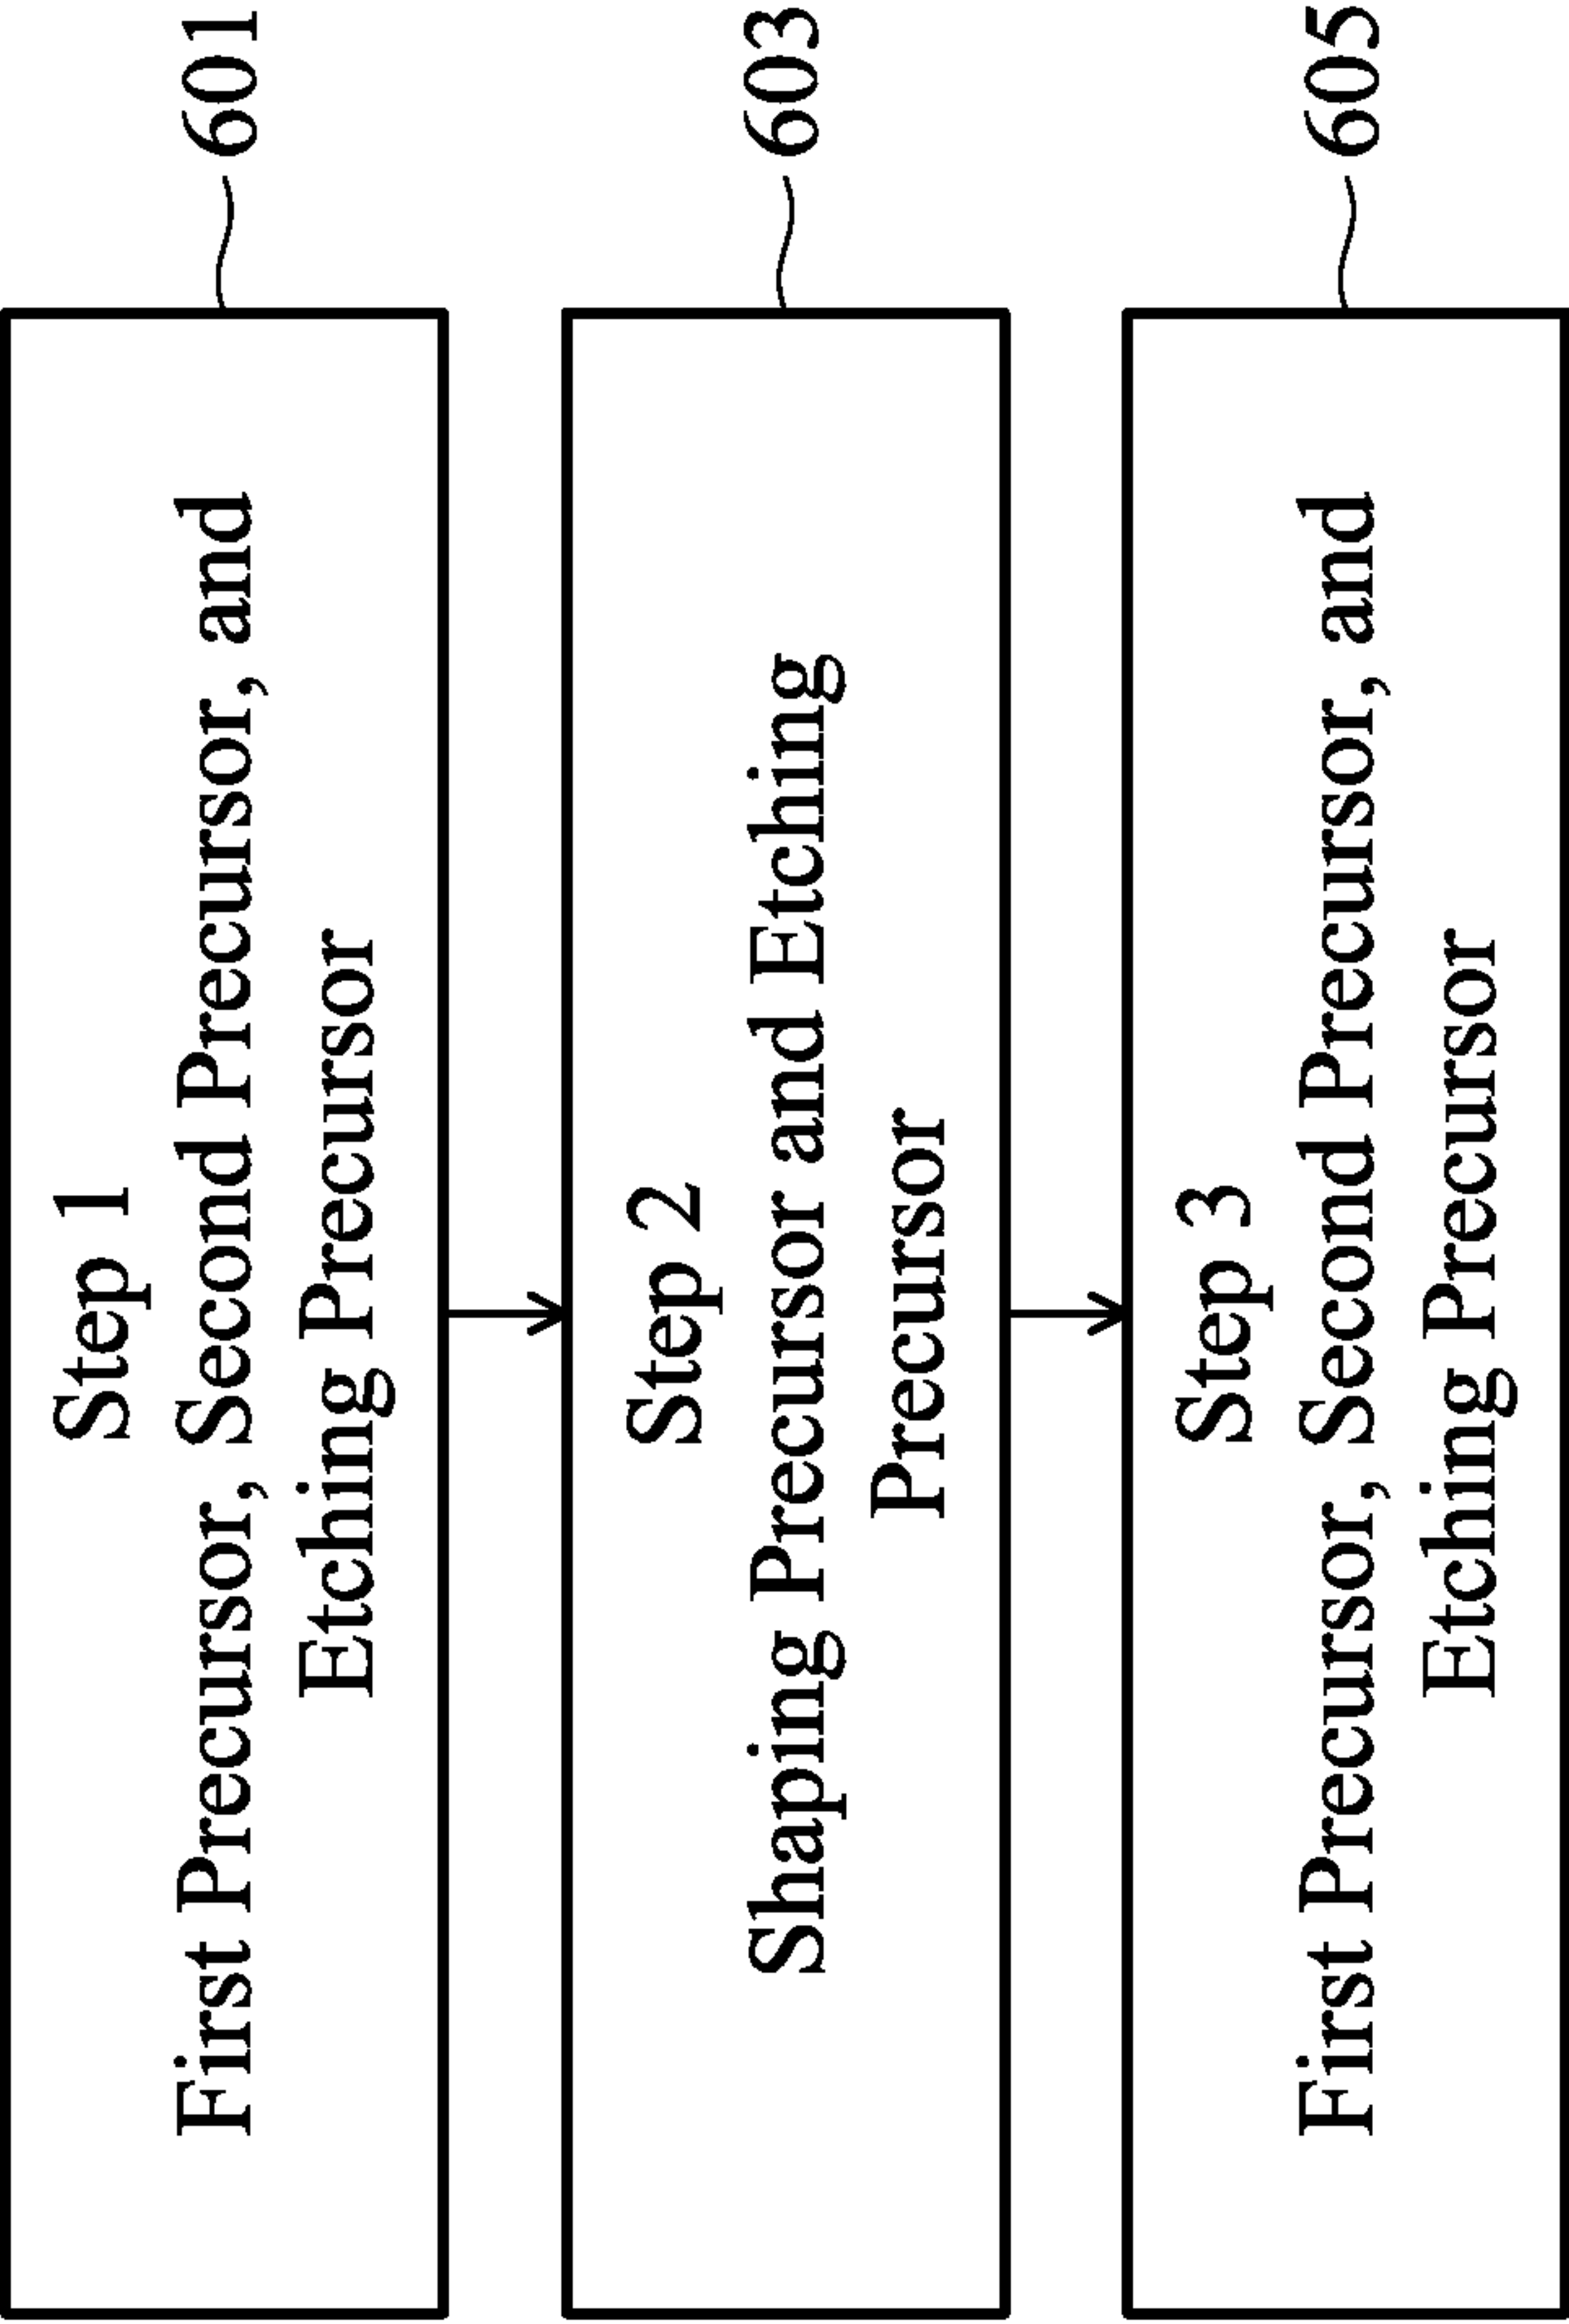 Step 1
First Precursor, Second Precursor, and
Etching Precursor
601
Step 2
Shaping Precursor and Etching
Precursor
603
Step 3
First Precursor, Second Precursor, and
Etching Precursor
605